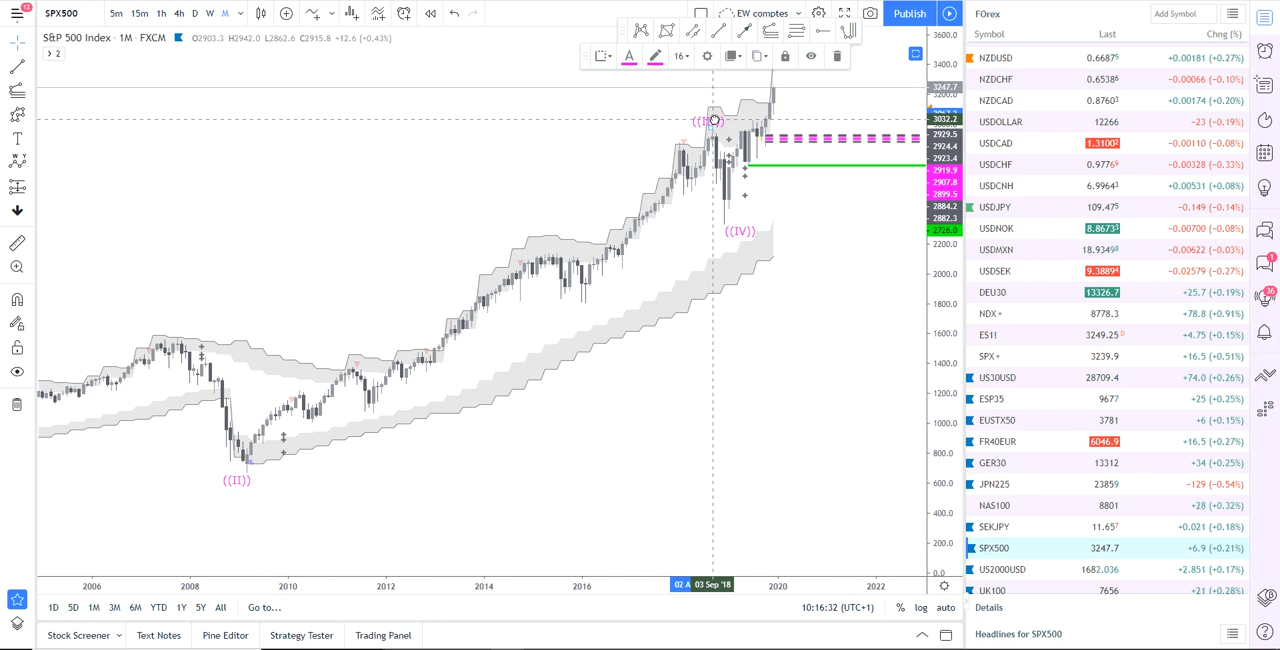 12
SPX500
5m 15m 1h 4h D W M
EW comptes
Publish
S&P 500 Index · 1M · FXCM O2903.3 H2942.0 L2862.6 C2915.8 +12.6 (+0.43%)
2
16
3600.0
3400.0
3247.7
3200.0
3032.2
2929.5
2924.4
2923.4
2919.9
2907.8
2899.5
2884.2
2882.3
2726.0
2200.0
2000.0
1800.0
1600.0
1400.0
1200.0
1000.0
800.0
600.0
400.0
200.0
0.0
((IV))
((II))
2006 2008 2010 2012 2014 2016 02 A 03 Sep '18 2020 2022
1D 5D 1M 3M 6M YTD 1Y 5Y All Go to...
10:16:32 (UTC+1) % log auto
Stock Screener Text Notes Pine Editor Strategy Tester Trading Panel
FOrex
Add Symbol
Symbol Last Chng (%)
NZDUSD 0.66875 +0.00181 (+0.27%)
NZDCHF 0.65386 −0.00066 (−0.10%)
NZDCAD 0.87603 +0.00174 (+0.20%)
USDOLLAR 12266 −23 (−0.19%)
USDCAD 1.31002 −0.00110 (−0.08%)
USDCHF 0.97769 −0.00328 (−0.33%)
USDCNH 6.99643 +0.00531 (+0.08%)
USDJPY 109.475 −0.149 (−0.14%)
USDNOK 8.86733 −0.00700 (−0.08%)
USDMXN 18.93498 −0.00622 (−0.03%)
USDSEK 9.38894 −0.02579 (−0.27%)
DEU30 13326.7 +25.7 (+0.19%)
NDX 8778.3 +78.8 (+0.91%)
ES1! 3249.25 D +4.75 (+0.15%)
SPX 3239.9 +16.5 (+0.51%)
US30USD 28709.4 +74.0 (+0.26%)
ESP35 9677 +25 (+0.25%)
EUSTX50 3781 +6 (+0.15%)
FR40EUR 6046.9 +16.5 (+0.27%)
GER30 13312 +34 (+0.25%)
JPN225 23859 −129 (−0.54%)
NAS100 8801 +28 (+0.32%)
SEKJPY 11.657 +0.021 (+0.18%)
SPX500 3247.7 +6.9 (+0.21%)
US2000USD 1682.036 +2.851 (+0.17%)
UK100 7656 +21 (+0.28%)
Details
Headlines for SPX500
1
36